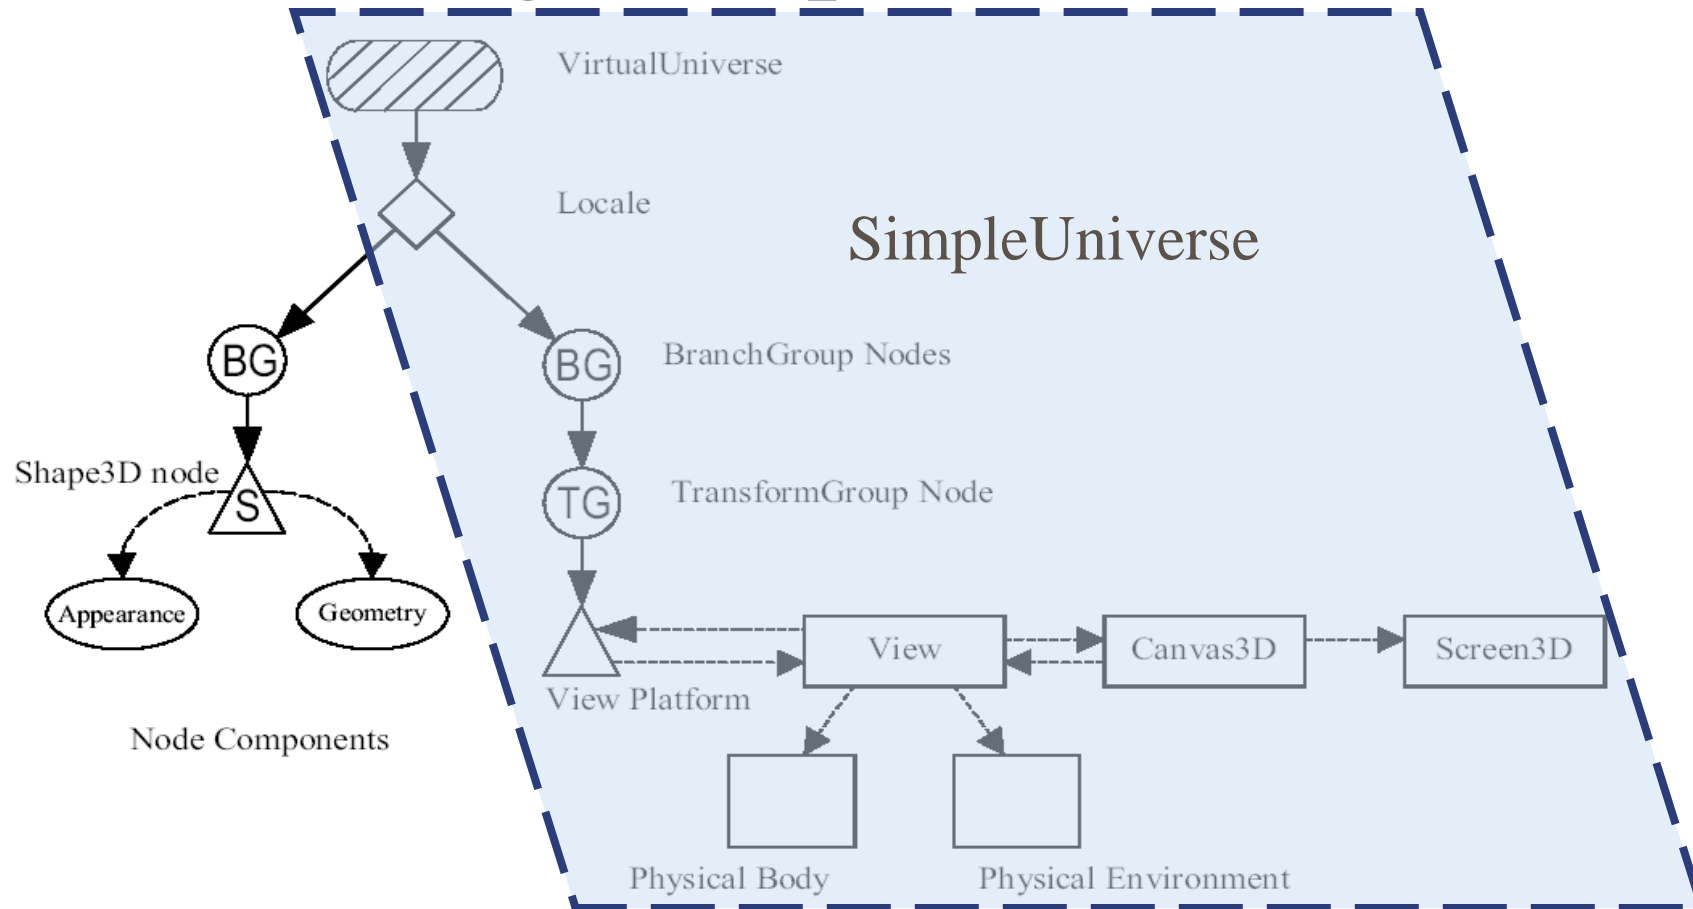 VirtualUniverse
Locale
SimpleUniverse
BG
BG
BranchGroup Nodes
Shape3D node
S
TG
TransformGroup Node
Appearance
Geometry
View
Canvas3D
Screen3D
View Platform
Node Components
Physical Body
Physical Environment